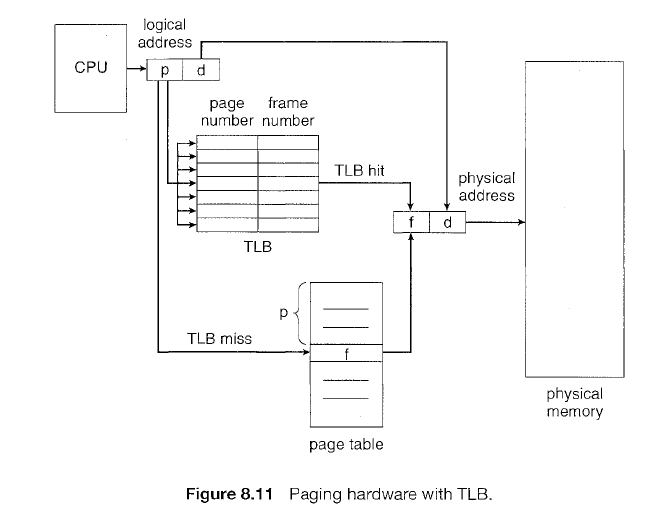 logical
address
CPU
p d
page frame
number number
TLB hit
physical
address
f d
TLB
p
TLB miss
f
page table
physical
memory
Figure 8.11 Paging hardware with TLB.